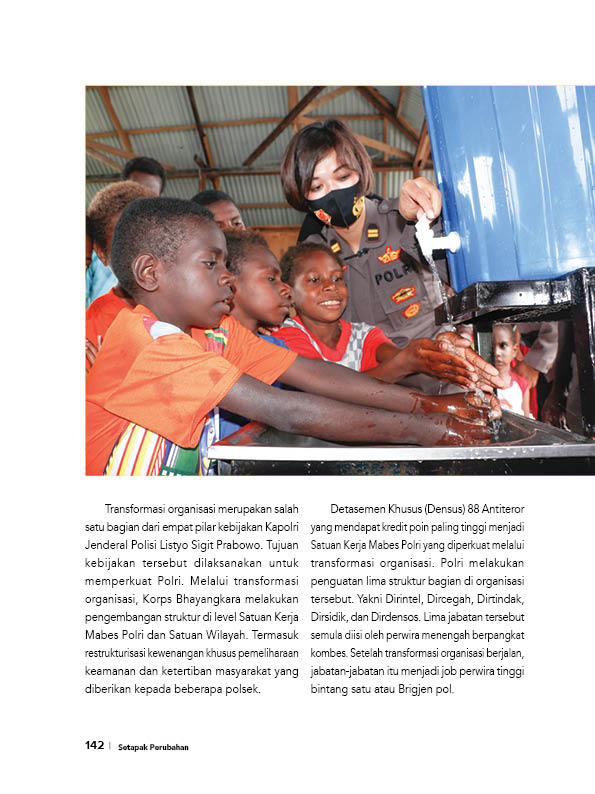 POLRI
Transformasi organisasi merupakan salah
satu bagian dari empat pilar kebijakan Kapolri
Jenderal Polisi Listyo Sigit Prabowo. Tujuan
kebijakan tersebut dilaksanakan untuk
memperkuat Polri. Melalui transformasi
organisasi, Korps Bhayangkara melakukan
pengembangan struktur di level Satuan Kerja
Mabes Polri dan Satuan Wilayah. Termasuk
restrukturisasi kewenangan khusus pemeliharaan
keamanan dan ketertiban masyarakat yang
diberikan kepada beberapa polsek.
Detasemen Khusus (Densus) 88 Antiteror
yang mendapat kredit poin paling tinggi menjadi
Satuan Kerja Mabes Polri yang diperkuat melalui
transformasi organisasi. Polri melakukan
penguatan lima struktur bagian di organisasi
tersebut. Yakni Dirintel, Dircegah, Dirtindak,
Dirsidik, dan Dirdensos. Lima jabatan tersebut
semula diisi oleh perwira menengah berpangkat
kombes. Setelah transformasi organisasi berjalan,
jabatan-jabatan itu menjadi job perwira tinggi
bintang satu atau Brigjen pol.
142 | Setapak Perubahan